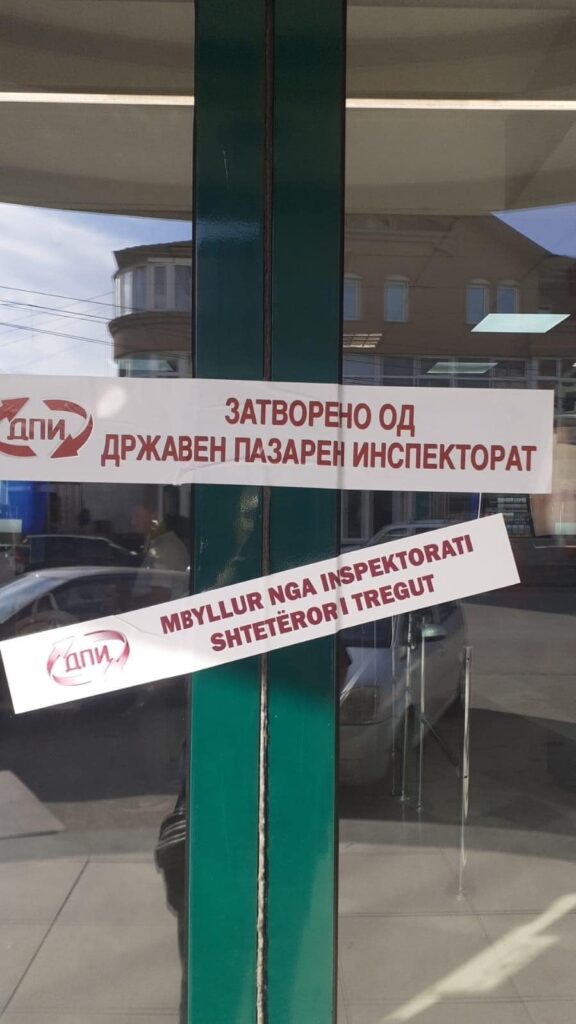 ДПИ
ЗАТВОРЕНО ОД
ДРЖАВЕН ПАЗАРЕН ИНСПЕКТОРАТ
ДПИ
MBYLLUR NGA INSPEKTORATI
SHTETËROR I TREGUT